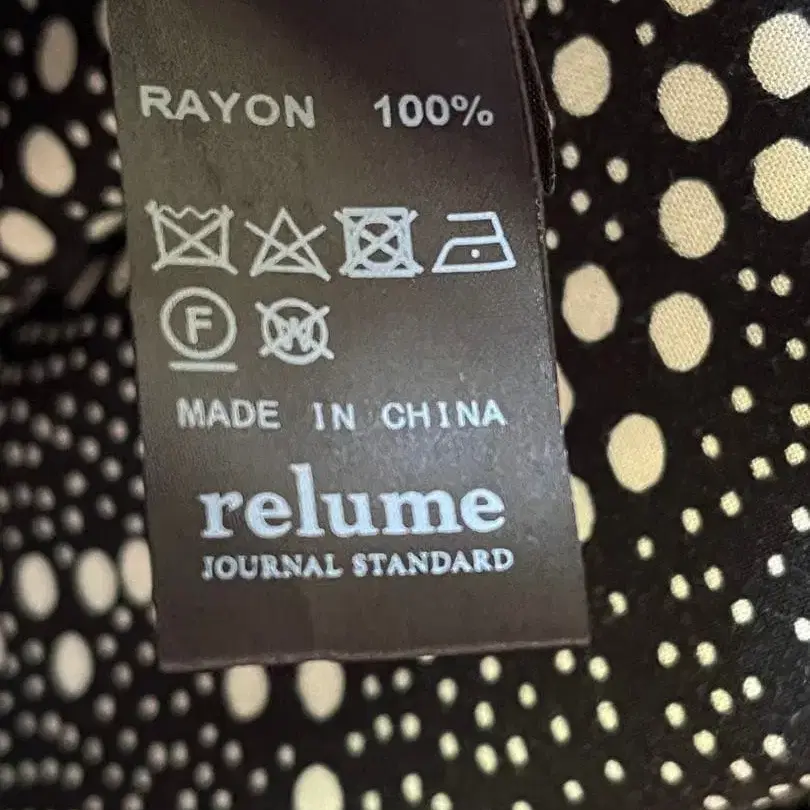 RAYON 100%
F W
MADE IN CHINA
relume
JOURNAL STANDARD